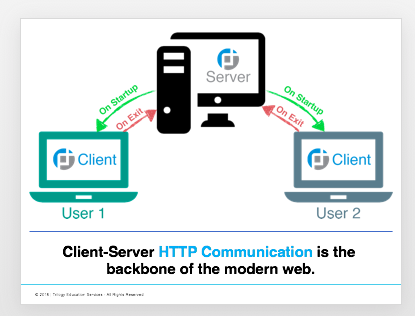 Server
On Startup
On Startup
On Exit
On Exit
Client
Client
User 1
User 2
Client-Server HTTP Communication is the
backbone of the modern web.
Trilogy Education Services - All Rights Reserved